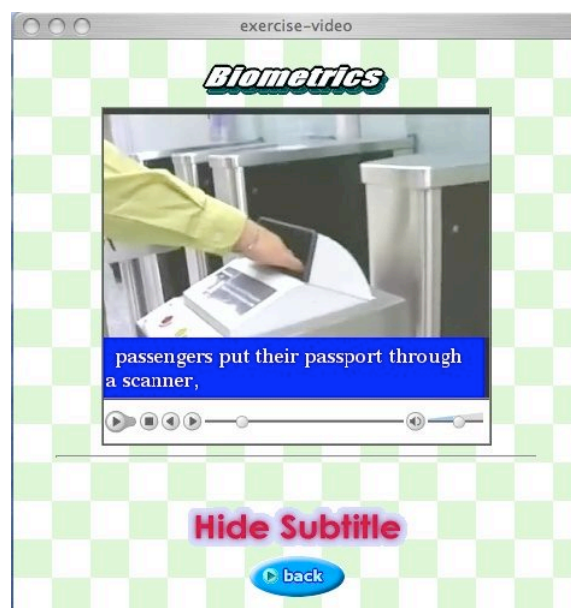 exercise-video
Biometrics
passengers put their passport through
a scanner,
Hide Subtitle
back